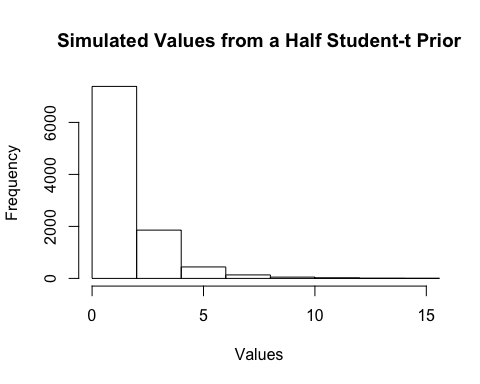 Simulated Values from a Half Student-t Prior
Frequency
6000
4000
2000
0
0 5 10 15
Values